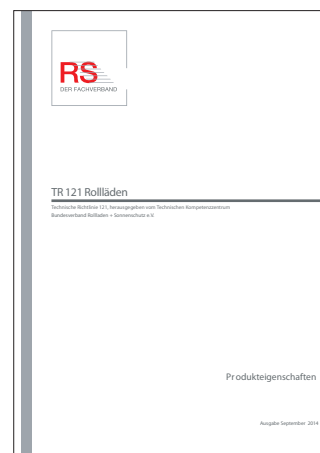 RS
DER FACHVERBAND
TR 121 Rollläden
Technische Richtlinie 121, herausgegeben vom Technischen Kompetenzzentrum
Bundesverband Rollladen + Sonnenschutz e.V.
Produkteigenschaften
Ausgabe September 2014